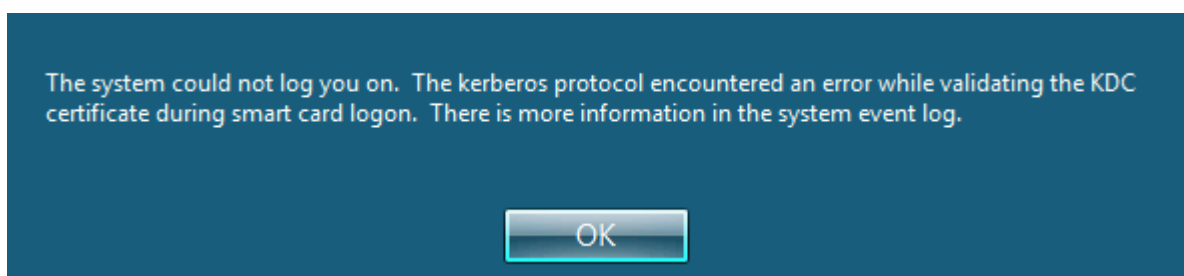 The system could not log you on.  The kerberos protocol encountered an error while validating the KDC
certificate during smart card logon.  There is more information in the system event log.
OK